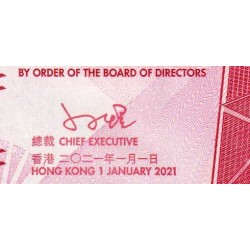 BY ORDER OF THE BOARD OF DIRECTORS
總裁 CHIEF EXECUTIVE
香港 二〇二一年一月一日
HONG KONG 1 JANUARY 2021